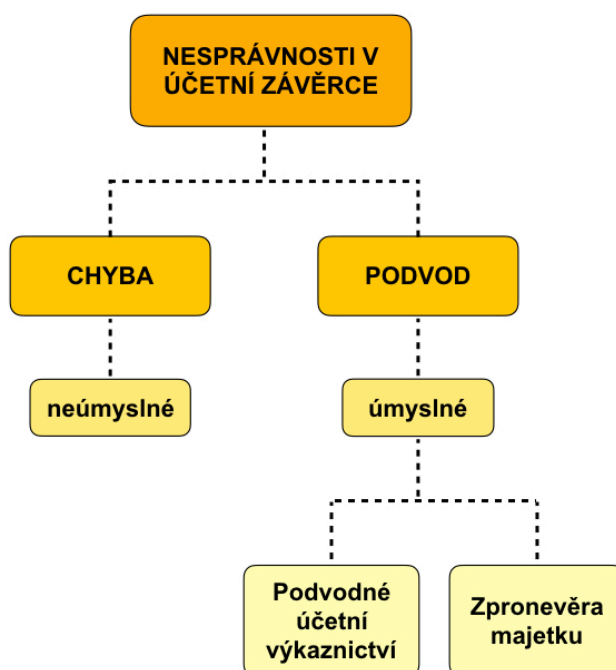 NESPRÁVNOSTI V
ÚČETNÍ ZÁVĚRCE
CHYBA
PODVOD
neúmyslné
úmyslné
Podvodné
účetní
výkaznictví
Zpronevěra
majetku